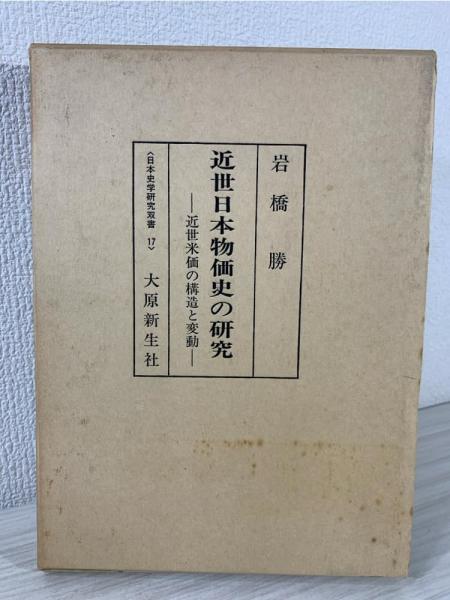 岩橋勝
近世日本物価史の研究
―近世米価の構造と変動―
〈日本史学研究双書 17〉
大原新生社